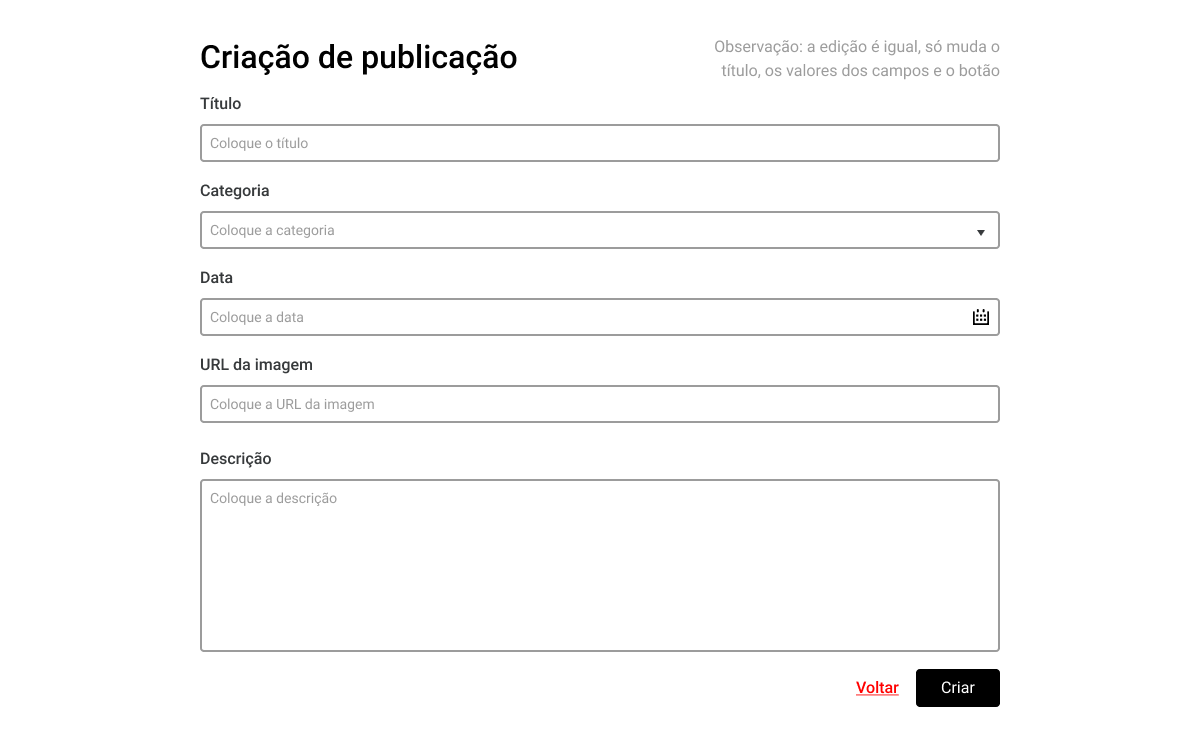 Criação de publicação
Observação: a edição é igual, só muda o
título, os valores dos campos e o botão
Título
Coloque o título
Categoria
Coloque a categoria
Data
Coloque a data
URL da imagem
Coloque a URL da imagem
Descrição
Coloque a descrição
Voltar
Criar